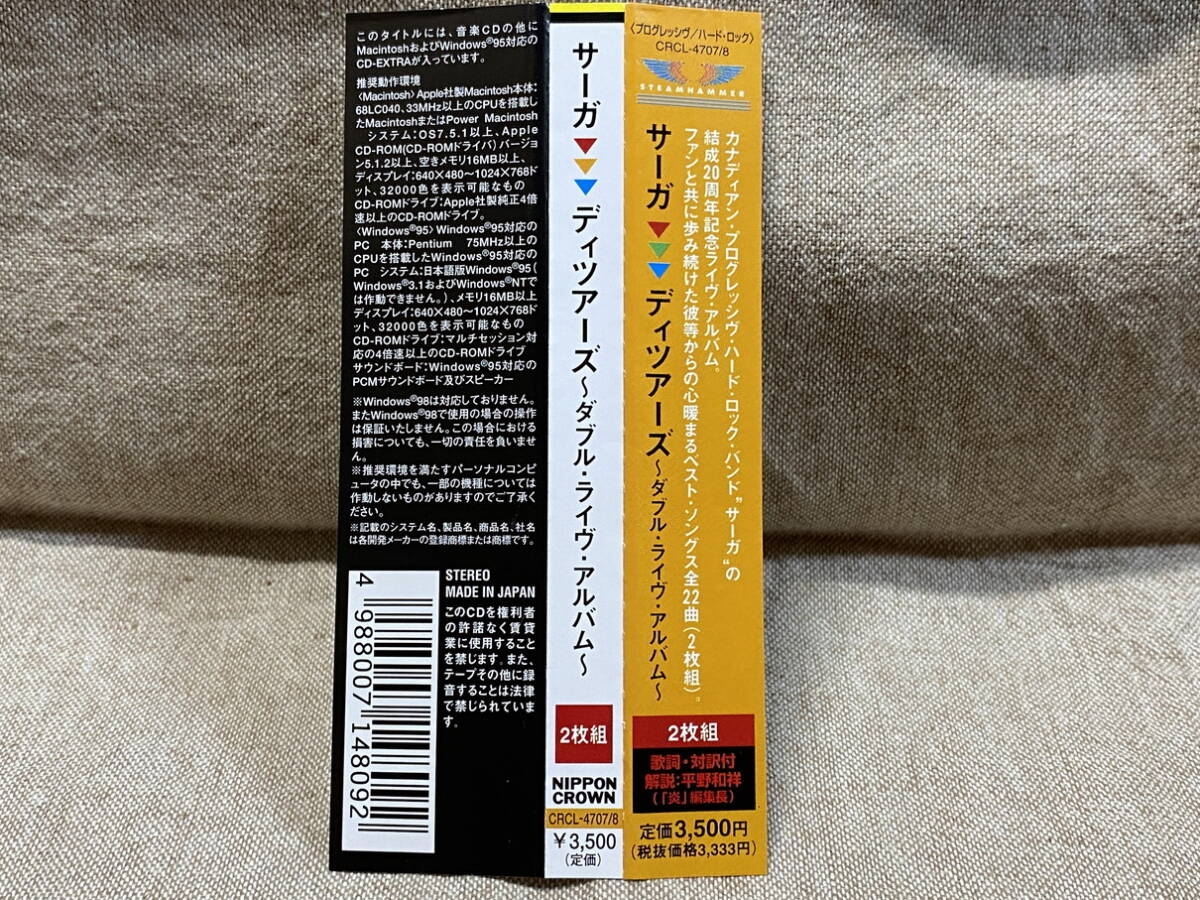 このタイトルには、音楽CDの他に
MacintoshおよびWindows®95対応の
CD-EXTRAが入っています。
推奨動作環境
〈Macintosh〉Apple社製Macintosh本体:
68LC040、33MHz以上のCPUを搭載し
たMacintoshまたはPower Macintosh
システム:OS7.5.1以上、Apple
CD-ROM(CD-ROMドライバ)バージョ
ン5.1.2以上、空きメモリ16MB以上、
ディスプレイ:640×480〜1024×768ド
ット、32000色を表示可能なもの
CD-ROMドライブ:Apple社製純正4倍
速以上のCD-ROMドライブ。
〈Windows®95〉Windows®95対応の
PC 本体:Pentium 75MHz以上の
CPUを搭載したWindows®95対応の
PC システム:日本語版Windows®95(
Windows®3.1およびWindows®NTで
は作動できません。)、メモリ16MB以上
ディスプレイ:640×480〜1024×768ド
ット、32000色を表示可能なもの
CD-ROMドライブ:マルチセッション対
応の4倍速以上のCD-ROMドライブ
サウンドボード:Windows®95対応の
PCMサウンドボード及びスピーカー
※Windows®98は対応しておりません。
またWindows®98で使用の場合の操作
は保証いたしません。この場合における
損害についても、一切の責任を負いませ
ん。
※推奨環境を満たすパーソナルコンピ
ュータの中でも、一部の機種については
作動しないものがありますのでご了承く
ださい。
※記載のシステム名、製品名、商品名、社名
は各開発メーカーの登録商標または商標です。
4 988007 148092
STEREO
MADE IN JAPAN
このCDを権利者
の許諾なく賃貸
業に使用すること
を禁じます。また、
テープその他に録
音することは法律
で禁じられていま
す。
サーガ▼▼▼ディツアーズ〜ダブル・ライヴ・アルバム〜
2枚組
NIPPON
CROWN
CRCL-4707/8
¥3,500
(定価)
〈プログレッシヴ/ハード・ロック〉
CRCL-4707/8
STEAMHAMMER
カナディアン・プログレッシヴ・ハード・ロック・バンド"サーガ"の
結成20周年記念ライヴ・アルバム。
ファンと共に歩み続けた彼等からの心暖まるベスト・ソングス全22曲(2枚組)。
サーガ▼▼▼ディツアーズ〜ダブル・ライヴ・アルバム〜
2枚組
歌詞・対訳付
解説:平野和祥
(「炎」編集長)
定価3,500円
(税抜価格3,333円)